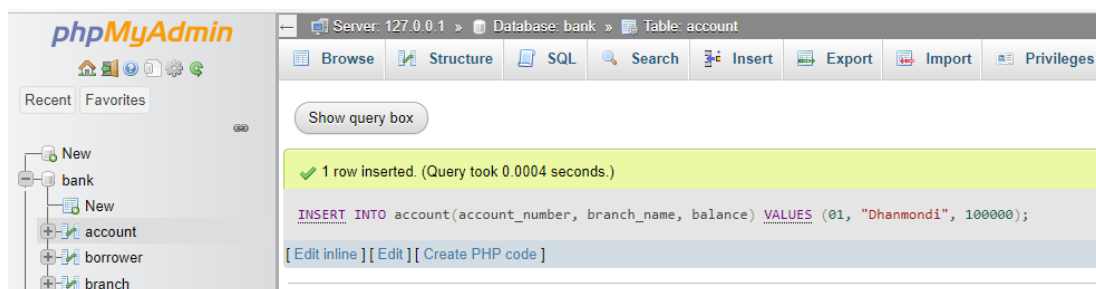 phpMyAdmin
Recent Favorites
New
bank
New
account
borrower
branch
← Server: 127.0.0.1 » Database: bank » Table: account
Browse Structure SQL Search Insert Export Import Privileges
Show query box
1 row inserted. (Query took 0.0004 seconds.)
INSERT INTO account(account_number, branch_name, balance) VALUES (01, "Dhanmondi", 100000);
[ Edit inline ] [ Edit ] [ Create PHP code ]